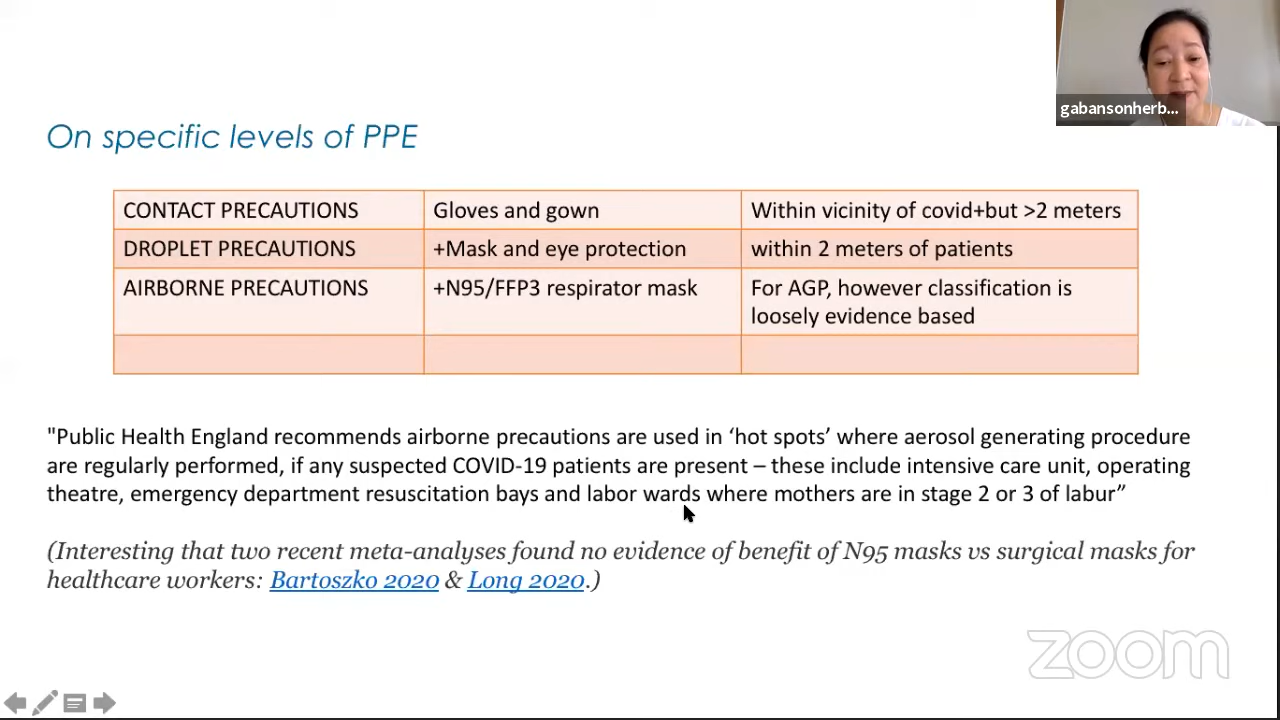 gabansonherb...
On specific levels of PPE
CONTACT PRECAUTIONS Gloves and gown Within vicinity of covid+but >2 meters
DROPLET PRECAUTIONS +Mask and eye protection within 2 meters of patients
AIRBORNE PRECAUTIONS +N95/FFP3 respirator mask For AGP, however classification is
loosely evidence based
"Public Health England recommends airborne precautions are used in ‘hot spots’ where aerosol generating procedure
are regularly performed, if any suspected COVID-19 patients are present – these include intensive care unit, operating
theatre, emergency department resuscitation bays and labor wards where mothers are in stage 2 or 3 of labur”
(Interesting that two recent meta-analyses found no evidence of benefit of N95 masks vs surgical masks for
healthcare workers: Bartoszko 2020 & Long 2020.)
zoom